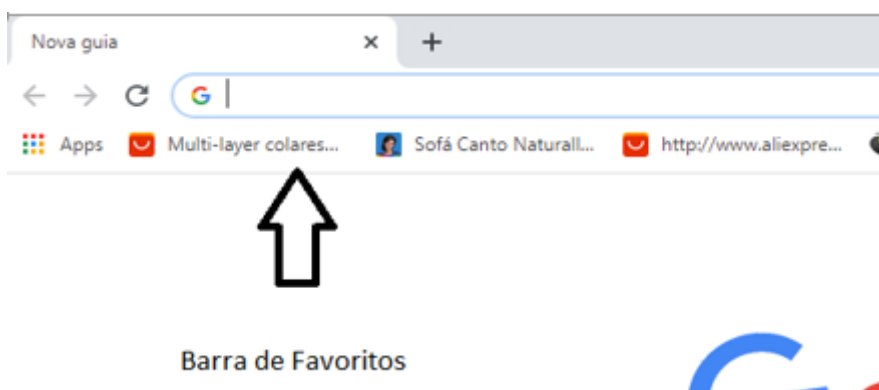 Nova guia
Apps Multi-layer colares... Sofá Canto Naturall... http://www.aliexpre...
Barra de Favoritos